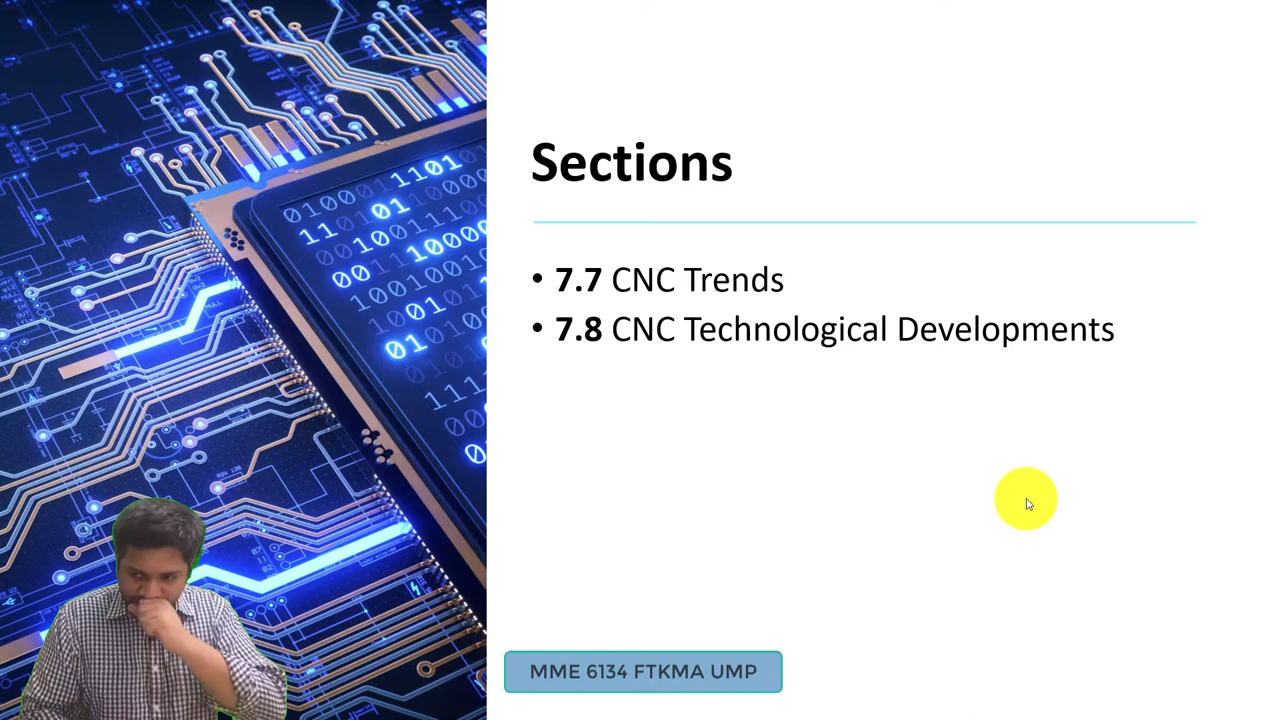 Sections
• 7.7 CNC Trends
• 7.8 CNC Technological Developments
MME 6134 FTKMA UMP